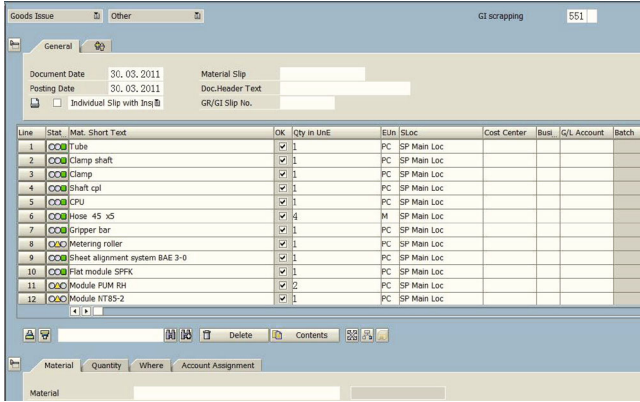 Goods Issue Other GI scrapping 551
General
Document Date 30.03.2011 Material Slip
Posting Date 30.03.2011 Doc.Header Text
Individual Slip with Insp GR/GI Slip No.
Line Stat Mat. Short Text OK Qty in UnE EUn SLoc Cost Center Busi... G/L Account Batch
1 Tube 1 PC SP Main Loc
2 Clamp shaft 1 PC SP Main Loc
3 Clamp 1 PC SP Main Loc
4 Shaft cpl 1 PC SP Main Loc
5 CPU 1 PC SP Main Loc
6 Hose 45 x5 4 M SP Main Loc
7 Gripper bar 1 PC SP Main Loc
8 Metering roller 1 PC SP Main Loc
9 Sheet alignment system BAE 3-0 1 PC SP Main Loc
10 Flat module SPFK 1 PC SP Main Loc
11 Module PUM RH 2 PC SP Main Loc
12 Module NT85-2 1 PC SP Main Loc
Delete Contents
Material Quantity Where Account Assignment
Material